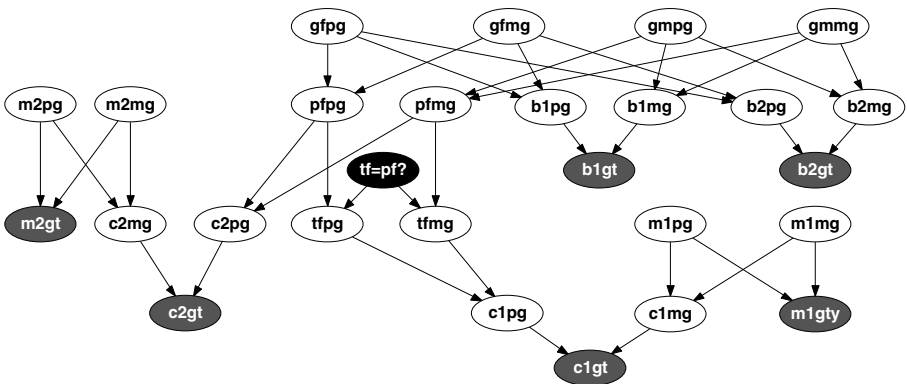 gfpg gfmg gmpg gmmg
m2pg m2mg pfpg pfmg b1pg b1mg b2pg b2mg
tf=pf? b1gt b2gt
m2gt c2mg c2pg tfpg tfmg m1pg m1mg
c2gt c1pg c1mg m1gty
c1gt